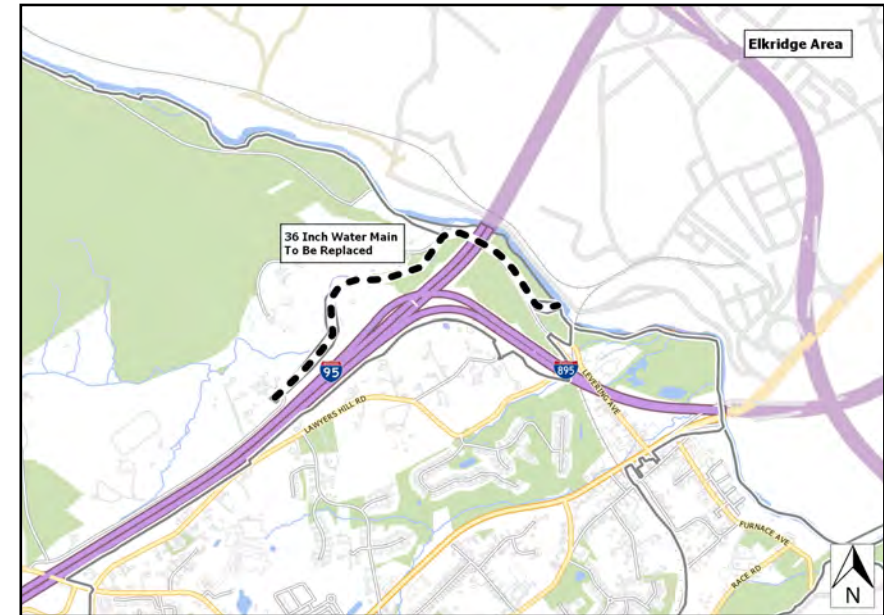 Elkridge Area
36 Inch Water Main
To Be Replaced
95
895
LEVERING AVE
LAWYERS HILL RD
FURNACE AVE
RACE RD
N